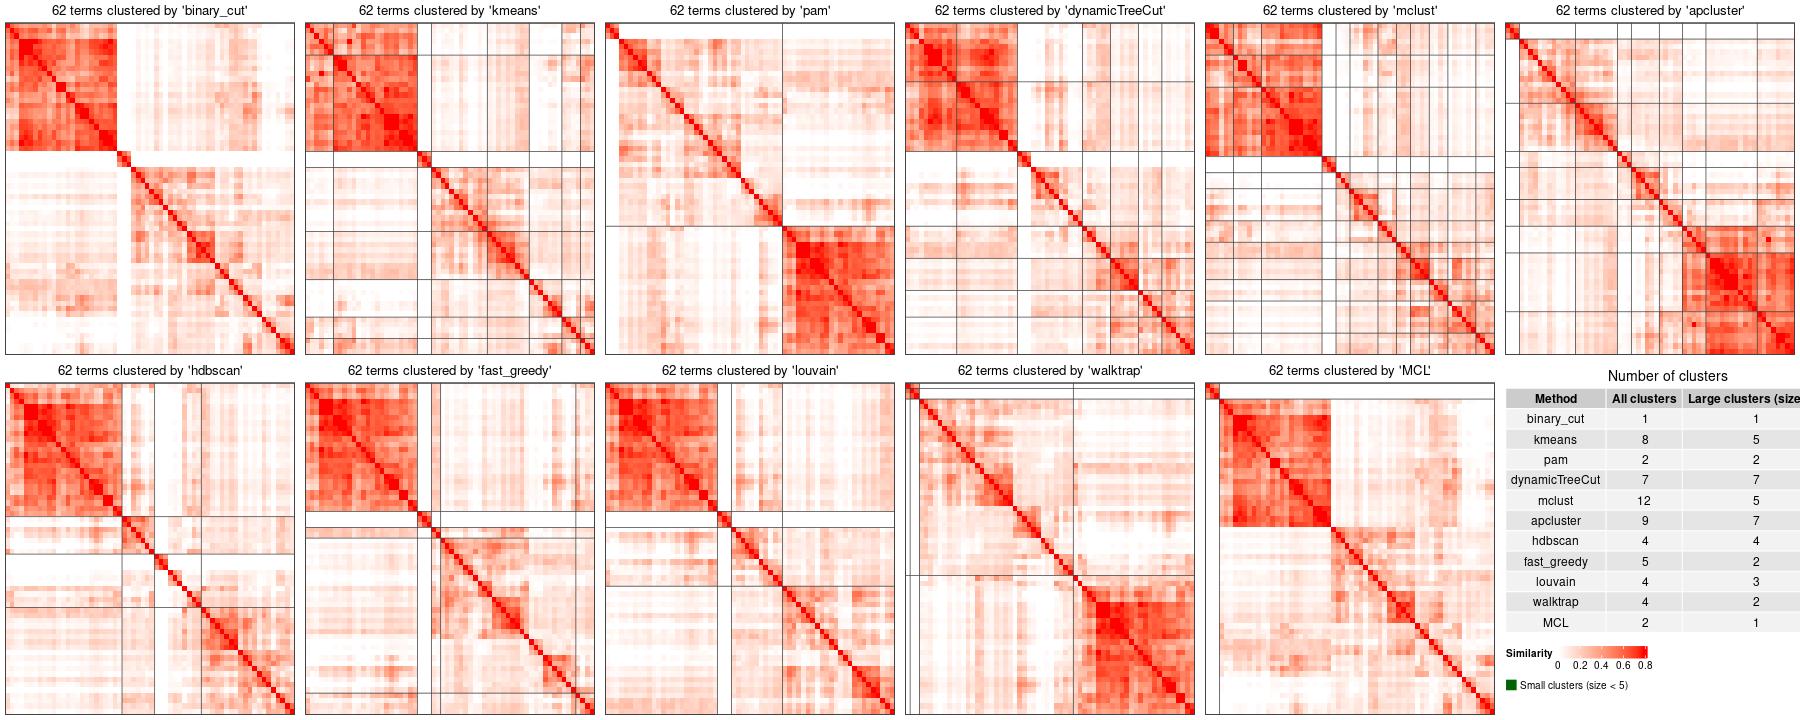 62 terms clustered by 'binary_cut'
62 terms clustered by 'kmeans'
62 terms clustered by 'pam'
62 terms clustered by 'dynamicTreeCut'
62 terms clustered by 'mclust'
62 terms clustered by 'apcluster'
62 terms clustered by 'hdbscan'
62 terms clustered by 'fast_greedy'
62 terms clustered by 'louvain'
62 terms clustered by 'walktrap'
62 terms clustered by 'MCL'
Number of clusters
Method All clusters Large clusters (size
binary_cut 1 1
kmeans 8 5
pam 2 2
dynamicTreeCut 7 7
mclust 12 5
apcluster 9 7
hdbscan 4 4
fast_greedy 5 2
louvain 4 3
walktrap 4 2
MCL 2 1
Similarity
0 0.2 0.4 0.6 0.8
Small clusters (size < 5)